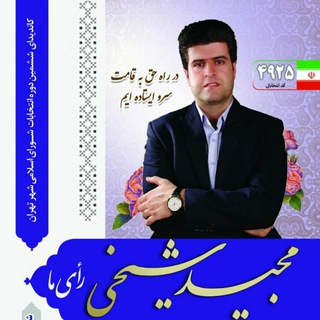 کاندیدای ششمین دوره انتخابات شورای اسلامی شهر تهران
در راه حق به قامت
سرو ایستاده ایم
۴۹۲۵
کد انتخاباتی
مجید شیخی
رأی ما